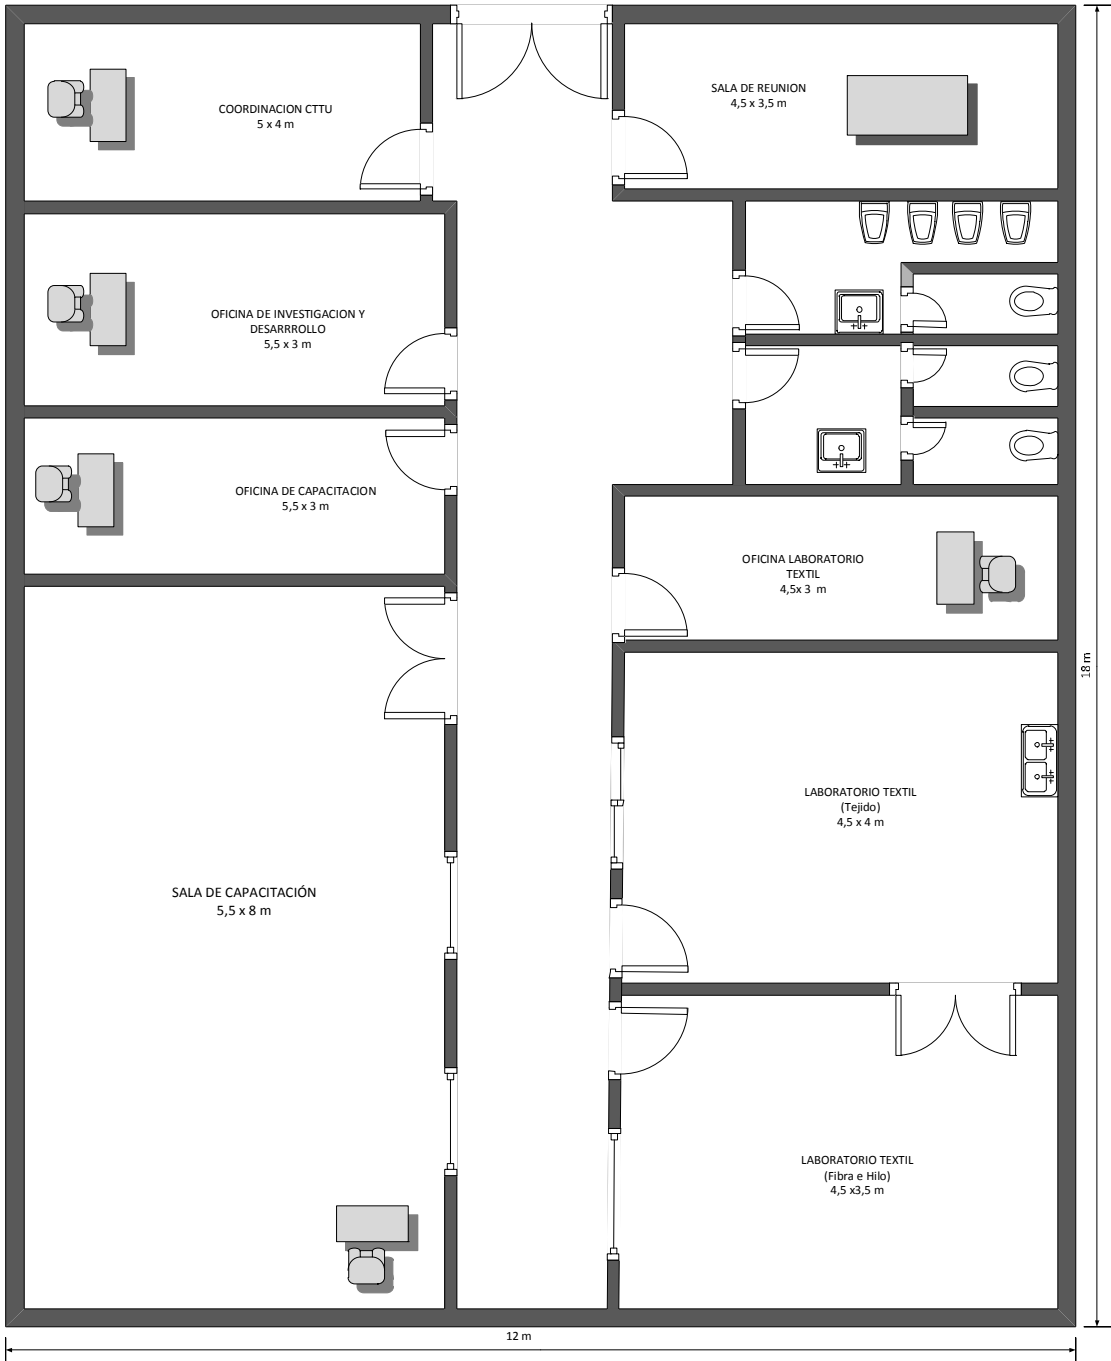 COORDINACION CTTU
5 x 4 m
SALA DE REUNION
4,5 x 3,5 m
OFICINA DE INVESTIGACION Y
DESARRROLLO
5,5 x 3 m
OFICINA DE CAPACITACION
5,5 x 3 m
OFICINA LABORATORIO
TEXTIL
4,5x 3 m
18 m
LABORATORIO TEXTIL
(Tejido)
4,5 x 4 m
SALA DE CAPACITACIÓN
5,5 x 8 m
LABORATORIO TEXTIL
(Fibra e Hilo)
4,5 x3,5 m
12 m